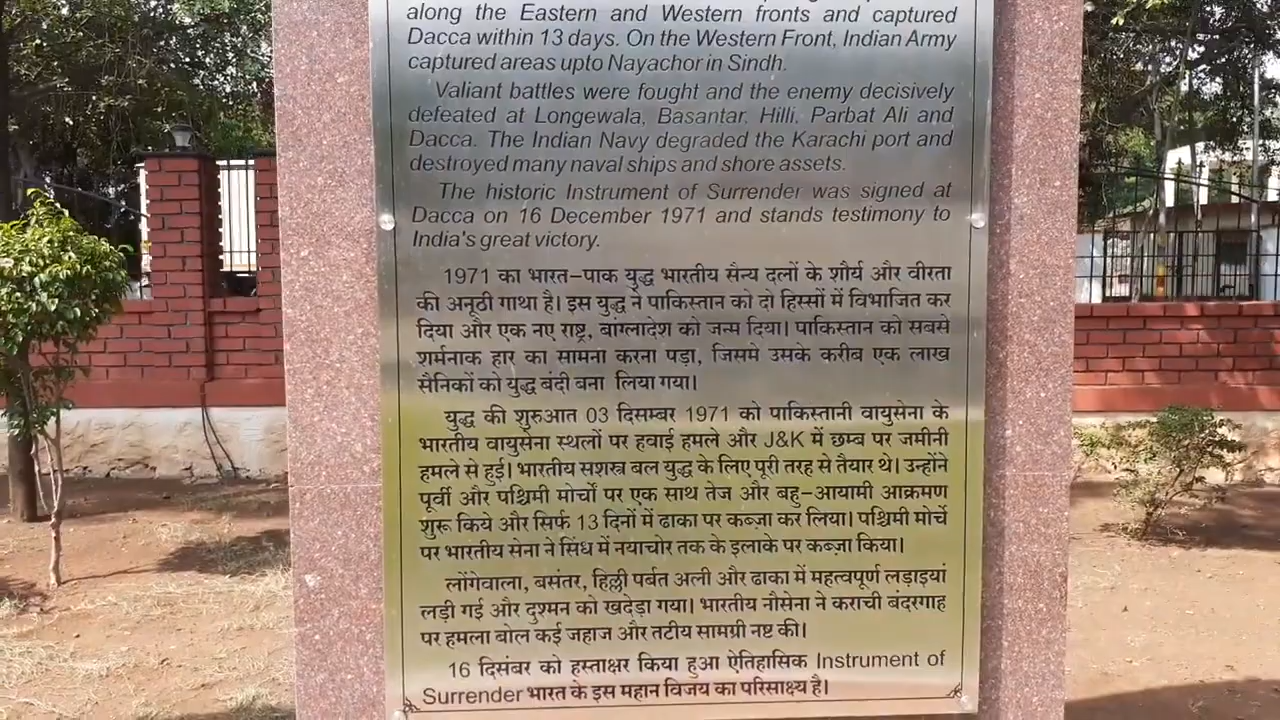 along the Eastern and Western fronts and captured
Dacca within 13 days. On the Western Front, Indian Army
captured areas upto Nayachor in Sindh.
Valiant battles were fought and the enemy decisively
defeated at Longewala, Basantar, Hilli, Parbat Ali and
Dacca. The Indian Navy degraded the Karachi port and
destroyed many naval ships and shore assets.
The historic Instrument of Surrender was signed at
Dacca on 16 December 1971 and stands testimony to
India's great victory.
1971 का भारत–पाक युद्ध भारतीय सैन्य दलों के शौर्य और वीरता
की अनूठी गाथा है। इस युद्ध ने पाकिस्तान को दो हिस्सों में विभाजित कर
दिया और एक नए राष्ट्र, बांग्लादेश को जन्म दिया। पाकिस्तान को सबसे
शर्मनाक हार का सामना करना पड़ा, जिसमे उसके करीब एक लाख
सैनिकों को युद्ध बंदी बना लिया गया।
युद्ध की शुरुआत 03 दिसम्बर 1971 को पाकिस्तानी वायुसेना के
भारतीय वायुसेना स्थलों पर हवाई हमले और J&K में छम्ब पर जमीनी
हमले से हुई। भारतीय सशस्त्र बल युद्ध के लिए पूरी तरह से तैयार थे। उन्होंने
पूर्वी और पश्चिमी मोर्चों पर एक साथ तेज और बहु–आयामी आक्रमण
शुरू किये और सिर्फ 13 दिनों में ढाका पर कब्ज़ा कर लिया। पश्चिमी मोर्चे
पर भारतीय सेना ने सिंध में नयाचोर तक के इलाके पर कब्ज़ा किया।
लोंगेवाला, बसंतर, हिल्ली पर्बत अली और ढाका में महत्वपूर्ण लड़ाइयां
लड़ी गई और दुश्मन को खदेड़ा गया। भारतीय नौसेना ने कराची बंदरगाह
पर हमला बोल कई जहाज और तटीय सामग्री नष्ट की।
16 दिसंबर को हस्ताक्षर किया हुआ ऐतिहासिक Instrument of
Surrender भारत के इस महान विजय का परिसाक्ष्य है।